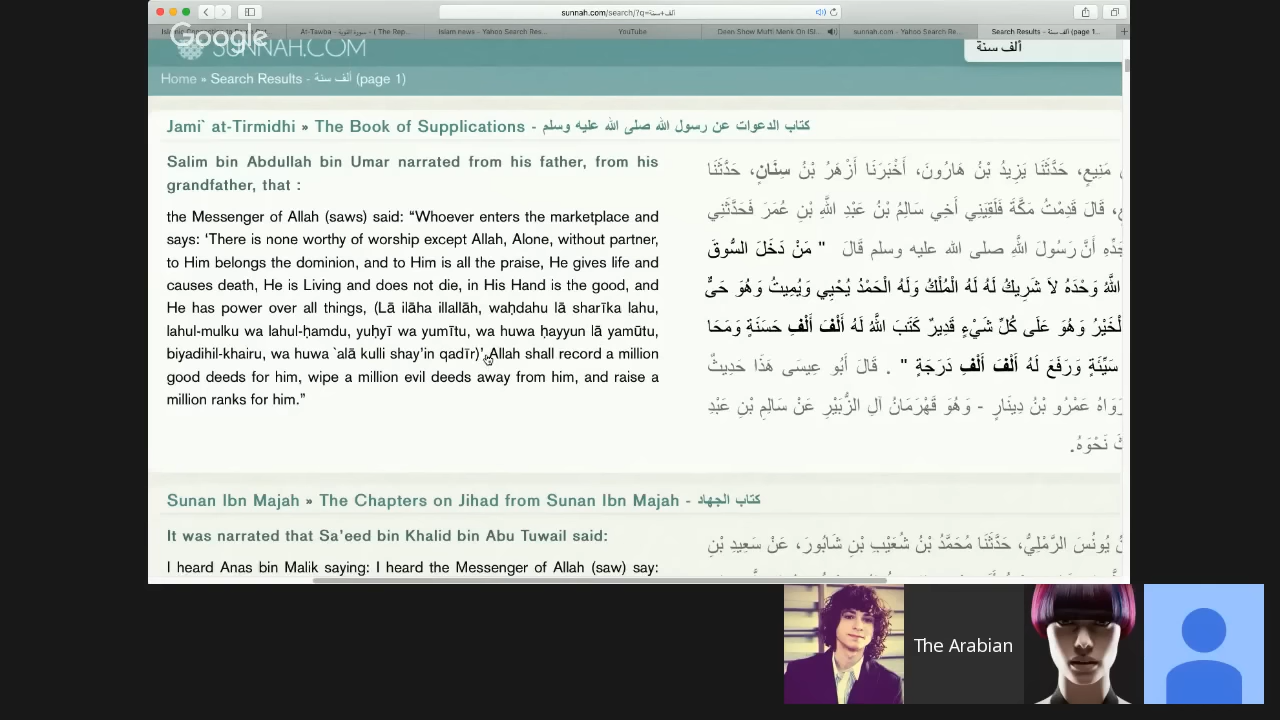 sunnah.com/search/?q=ألف+سنة
At-Tawba - سورة التوبة - ( The Rep...
Islam news - Yahoo Search Res...
YouTube
Deen Show Mufti Menk On ISI...
sunnah.com - Yahoo Search Re...
Search Results - ألف سنة (page 1...
Google
SUNNAH.COM
ألف سنة
Home » Search Results - ألف سنة (page 1)
Jami` at-Tirmidhi » The Book of Supplications - كتاب الدعوات عن رسول الله صلى الله عليه وسلم
Salim bin Abdullah bin Umar narrated from his father, from his
grandfather, that :
the Messenger of Allah (saws) said: “Whoever enters the marketplace and
says: ‘There is none worthy of worship except Allah, Alone, without partner,
to Him belongs the dominion, and to Him is all the praise, He gives life and
causes death, He is Living and does not die, in His Hand is the good, and
He has power over all things, (Lā ilāha illallāh, waḥdahu lā sharīka lahu,
lahul-mulku wa lahul-ḥamdu, yuḥyī wa yumītu, wa huwa ḥayyun lā yamūtu,
biyadihil-khairu, wa huwa `alā kulli shay’in qadīr)’ Allah shall record a million
good deeds for him, wipe a million evil deeds away from him, and raise a
million ranks for him.”
مَنِيعٍ، حَدَّثَنَا يَزِيدُ بْنُ هَارُونَ، أَخْبَرَنَا أَزْهَرُ بْنُ سِنَانٍ، حَدَّثَنَا
قَالَ قَدِمْتُ مَكَّةَ فَلَقِيَنِي أَخِي سَالِمُ بْنُ عَبْدِ اللَّهِ بْنِ عُمَرَ فَحَدَّثَنِي
جَدِّهِ أَنَّ رَسُولَ اللَّهِ صلى الله عليه وسلم قَالَ " مَنْ دَخَلَ السُّوقَ
اللَّهُ وَحْدَهُ لاَ شَرِيكَ لَهُ لَهُ الْمُلْكُ وَلَهُ الْحَمْدُ يُحْيِي وَيُمِيتُ وَهُوَ حَىٌّ
الْخَيْرُ وَهُوَ عَلَى كُلِّ شَيْءٍ قَدِيرٌ كَتَبَ اللَّهُ لَهُ أَلْفَ أَلْفِ حَسَنَةٍ وَمَحَا
سَيِّئَةٍ وَرَفَعَ لَهُ أَلْفَ أَلْفِ دَرَجَةٍ " . قَالَ أَبُو عِيسَى هَذَا حَدِيثٌ
رَوَاهُ عَمْرُو بْنُ دِينَارٍ - وَهُوَ قَهْرَمَانُ آلِ الزُّبَيْرِ عَنْ سَالِمِ بْنِ عَبْدِ
نَحْوَهُ.
Sunan Ibn Majah » The Chapters on Jihad from Sunan Ibn Majah - كتاب الجهاد
It was narrated that Sa’eed bin Khalid bin Abu Tuwail said:
I heard Anas bin Malik saying: I heard the Messenger of Allah (saw) say:
يُونُسَ الرَّمْلِيُّ، حَدَّثَنَا مُحَمَّدُ بْنُ شُعَيْبِ بْنِ شَابُورَ، عَنْ سَعِيدِ بْنِ
The Arabian